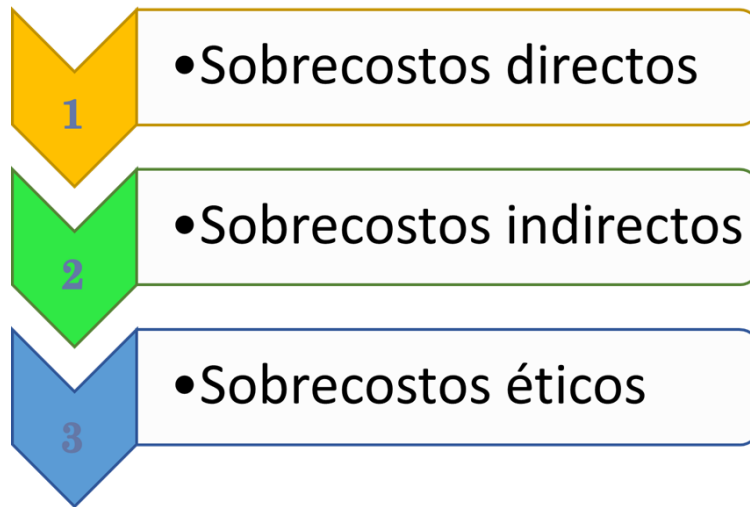 1
•Sobrecostos directos
2
•Sobrecostos indirectos
3
•Sobrecostos éticos